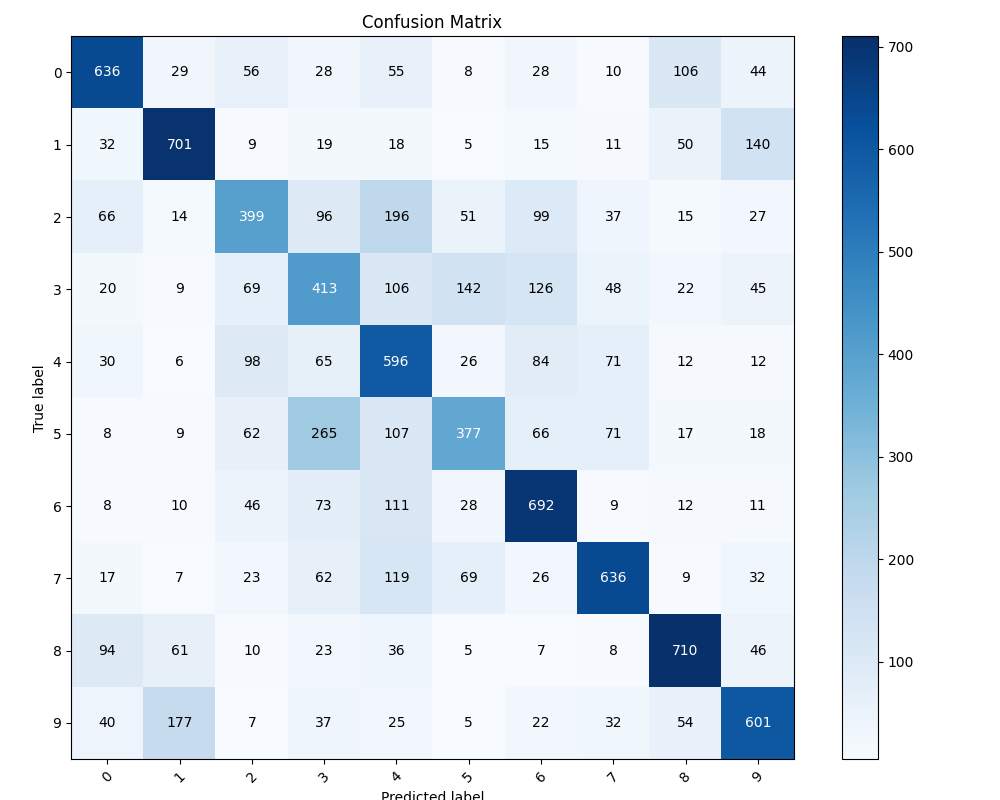 Confusion Matrix
0 636 29 56 28 55 8 28 10 106 44
1 32 701 9 19 18 5 15 11 50 140
2 66 14 399 96 196 51 99 37 15 27
3 20 9 69 413 106 142 126 48 22 45
4 30 6 98 65 596 26 84 71 12 12
5 8 9 62 265 107 377 66 71 17 18
6 8 10 46 73 111 28 692 9 12 11
7 17 7 23 62 119 69 26 636 9 32
8 94 61 10 23 36 5 7 8 710 46
9 40 177 7 37 25 5 22 32 54 601
0 1 2 3 4 5 6 7 8 9
True label
Predicted label
700
600
500
400
300
200
100